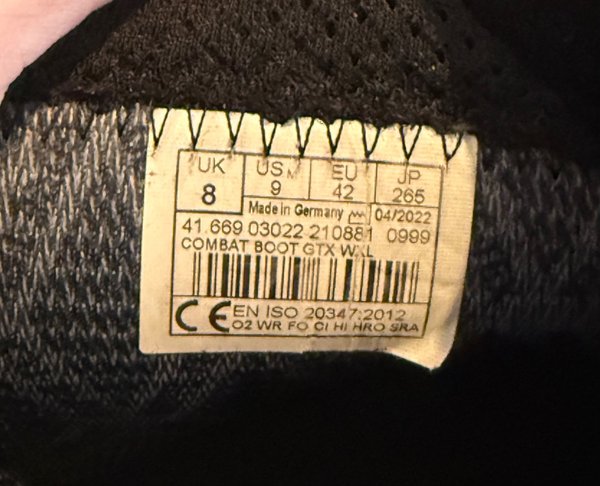 UK US M EU JP
8 9 42 265
Made in Germany 04/2022
41.669 03022 210881 0999
COMBAT BOOT GTX WXL
CE EN ISO 20347:2012
O2 WR FO CI HI HRO SRA